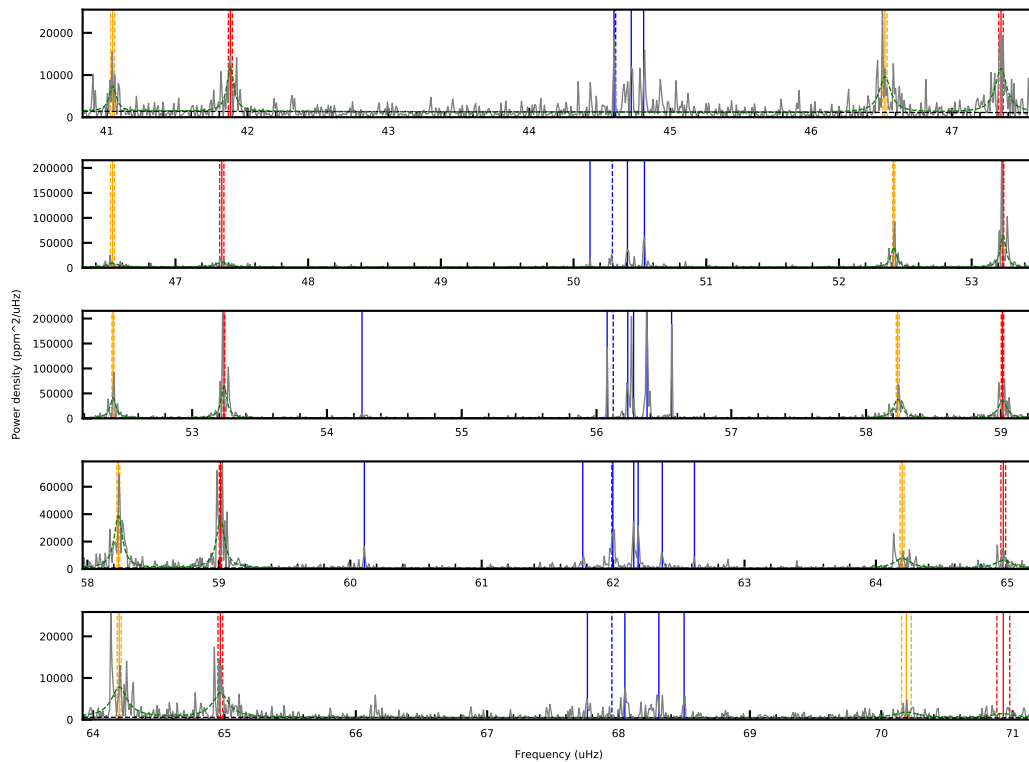 20000
10000
0
41 42 43 44 45 46 47
200000
150000
100000
50000
0
47 48 49 50 51 52 53
Power density (ppm^2/uHz)
200000
150000
100000
50000
0
53 54 55 56 57 58 59
60000
40000
20000
0
58 59 60 61 62 63 64 65
20000
10000
0
64 65 66 67 68 69 70 71
Frequency (uHz)